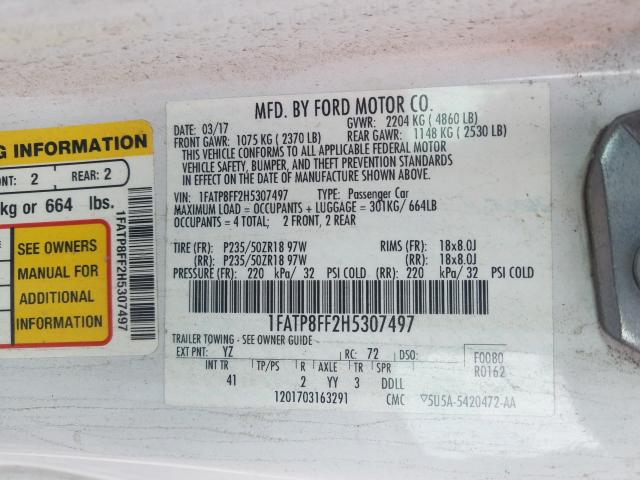 G INFORMATION
NT: 2 REAR: 2
kg or 664 lbs.
SEE OWNERS
MANUAL FOR
ADDITIONAL
INFORMATION
1FATP8FF2H5307497
MFD. BY FORD MOTOR CO.
DATE: 03/17 GVWR: 2204 KG ( 4860 LB)
FRONT GAWR: 1075 KG ( 2370 LB) REAR GAWR: 1148 KG ( 2530 LB)
THIS VEHICLE CONFORMS TO ALL APPLICABLE FEDERAL MOTOR
VEHICLE SAFETY, BUMPER, AND THEFT PREVENTION STANDARDS
IN EFFECT ON THE DATE OF MANUFACTURE SHOWN ABOVE.
VIN: 1FATP8FF2H5307497 TYPE: Passenger Car
MAXIMUM LOAD = OCCUPANTS + LUGGAGE = 301KG/ 664LB
OCCUPANTS = 4 TOTAL; 2 FRONT, 2 REAR
TIRE (FR): P235/50ZR18 97W RIMS (FR): 18x8.0J
(RR): P235/50ZR18 97W (RR): 18x8.0J
PRESSURE (FR): 220 kPa/ 32 PSI COLD (RR): 220 kPa/ 32 PSI COLD
1FATP8FF2H5307497
TRAILER TOWING - SEE OWNER GUIDE -
EXT PNT: YZ RC: 72 DSO: F0080
R0162
INT TR TP/PS R AXLE TR SPR
41 2 YY 3 DDLL
1201703163291 CMC ▽5U5A-5420472-AA